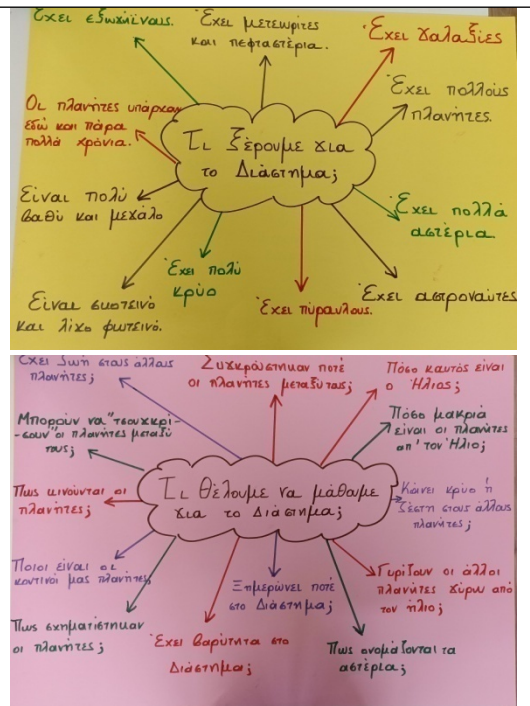 Έχει εξωγήινους.
Έχει μετεωρίτες
και πεφταστέρια.
Έχει γαλαξίες
Οι πλανήτες υπάρχουν
εδώ και πάρα
πολλά χρόνια.
Έχει πολλούς
πλανήτες.
Τι ξέρουμε για
το Διάστημα;
Είναι πολύ
βαθύ και μεγάλο
Έχει πολλά
αστέρια
Έχει πολύ
κρύο
Είναι σκοτεινό
και λίγο φωτεινό.
Έχει πύραυλους.
Έχει αστροναύτες
Έχει ζωή στους άλλους
πλανήτες;
Συγκρούστηκαν ποτέ
οι πλανήτες μεταξύ τους;
Πόσο καυτός είναι
ο Ήλιος;
Μπορούν να "τσουγκρί-
σουν" οι πλανήτες μεταξύ
τους;
Πόσο μακριά
είναι οι πλανήτες
απ' τον Ήλιο;
Τι θέλουμε να μάθουμε
για το Διάστημα;
Πως κινούνται οι
πλανήτες;
Κάνει κρύο ή
ζέστη στους άλλους
πλανήτες;
Ποιοι είναι οι
κοντινοί μας πλανήτες;
Ξημερώνει ποτέ
στο Διάστημα;
Γυρίζουν οι άλλοι
πλανήτες γύρω από
τον ήλιο;
Πως σχηματίστηκαν
οι πλανήτες;
Έχει βαρύτητα στο
Διάστημα;
Πως ονομάζονται τα
αστέρια;